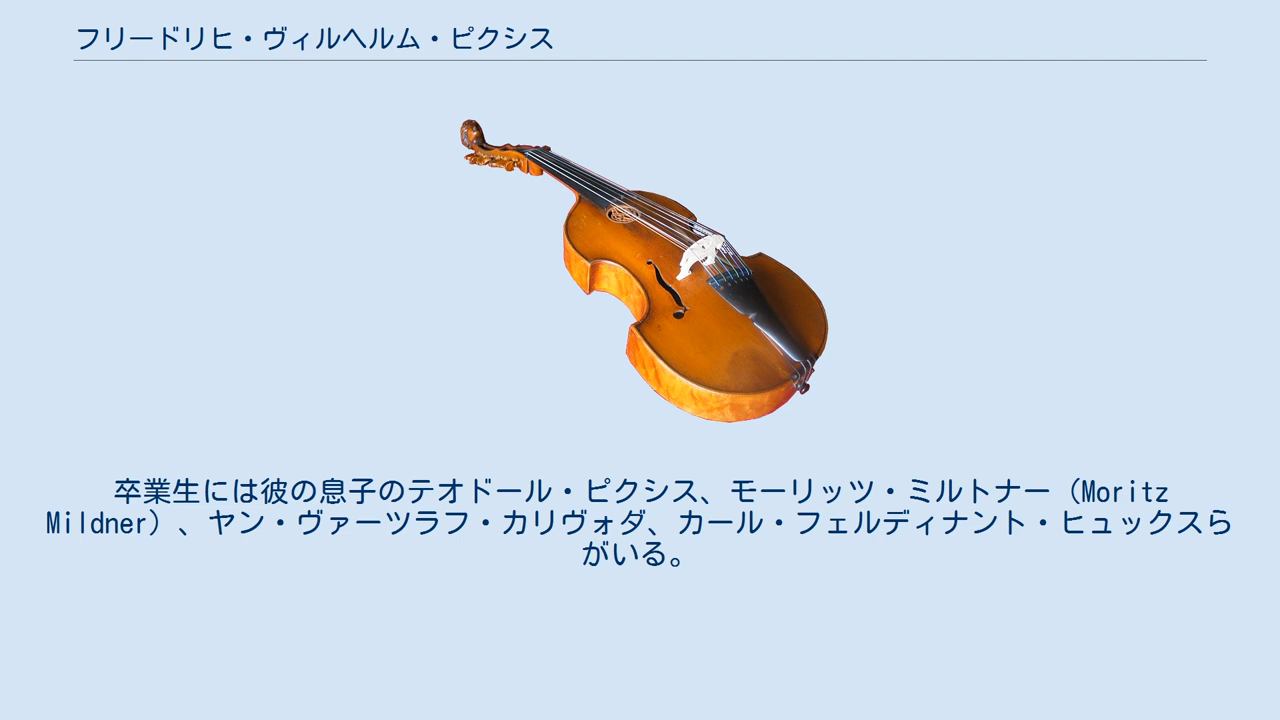 フリードリヒ・ヴィルヘルム・ピクシス
卒業生には彼の息子のテオドール・ピクシス、モーリッツ・ミルトナー（Moritz
Mildner）、ヤン・ヴァーツラフ・カリヴォダ、カール・フェルディナント・ヒュックスら
がいる。